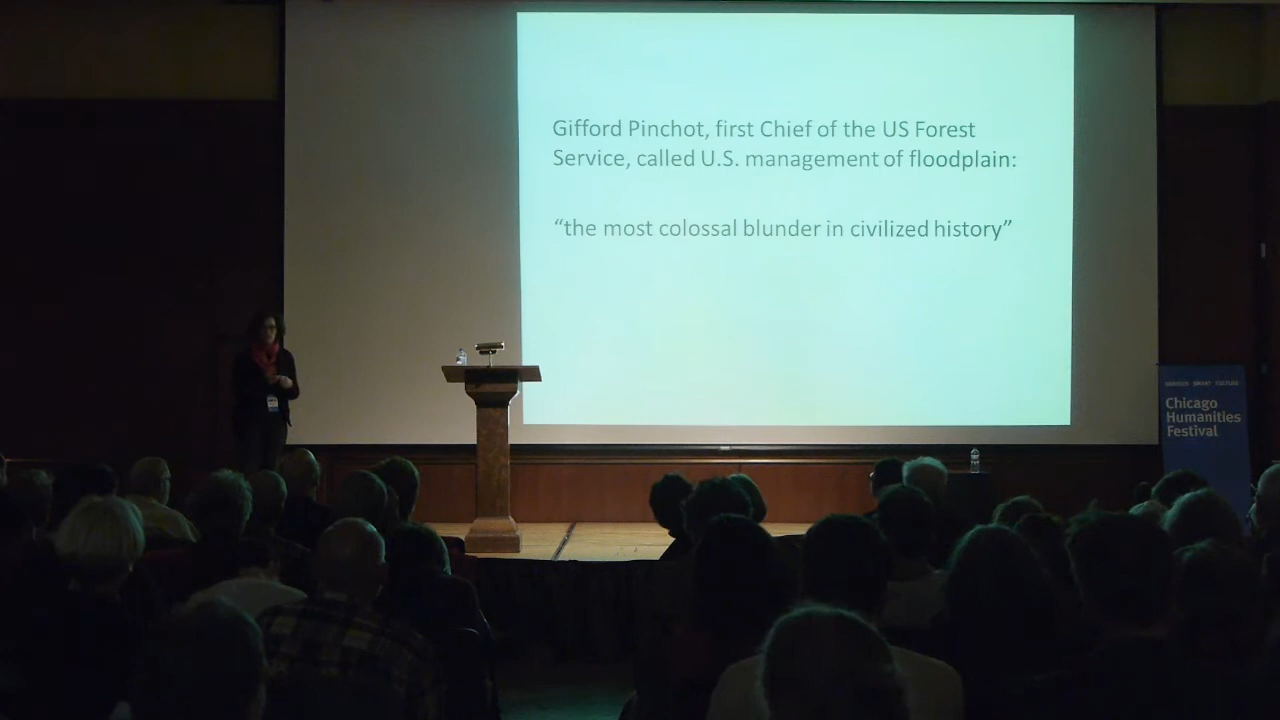 Gifford Pinchot, first Chief of the US Forest
Service, called U.S. management of floodplain:
“the most colossal blunder in civilized history”
Chicago
Humanities
Festival